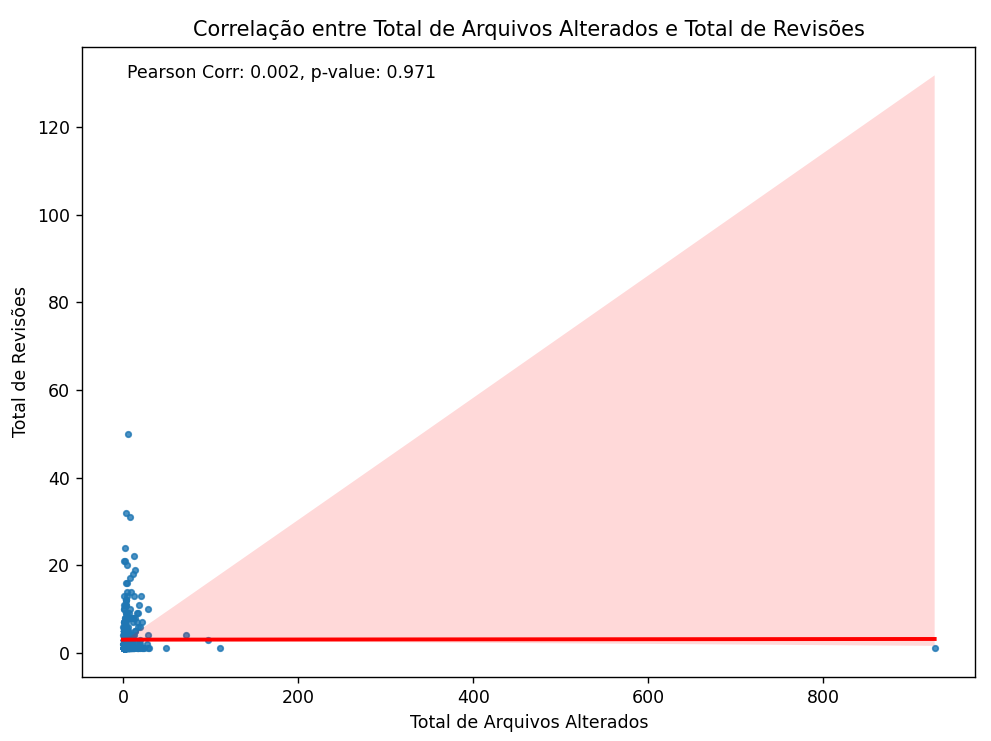 Correlação entre Total de Arquivos Alterados e Total de Revisões
Pearson Corr: 0.002, p-value: 0.971
120
100
80
60
40
20
0
Total de Revisões
0 200 400 600 800
Total de Arquivos Alterados